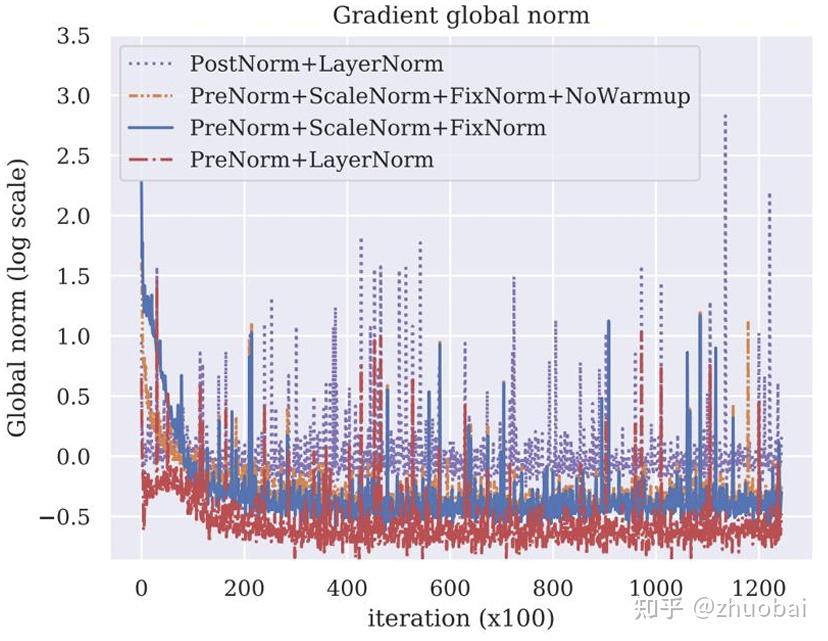 Gradient global norm
3.5
3.0
2.5
2.0
1.5
1.0
0.5
0.0
−0.5
Global norm (log scale)
PostNorm+LayerNorm
PreNorm+ScaleNorm+FixNorm+NoWarmup
PreNorm+ScaleNorm+FixNorm
PreNorm+LayerNorm
0 200 400 600 800 1000 1200
iteration (x100)
知乎 @zhuobai